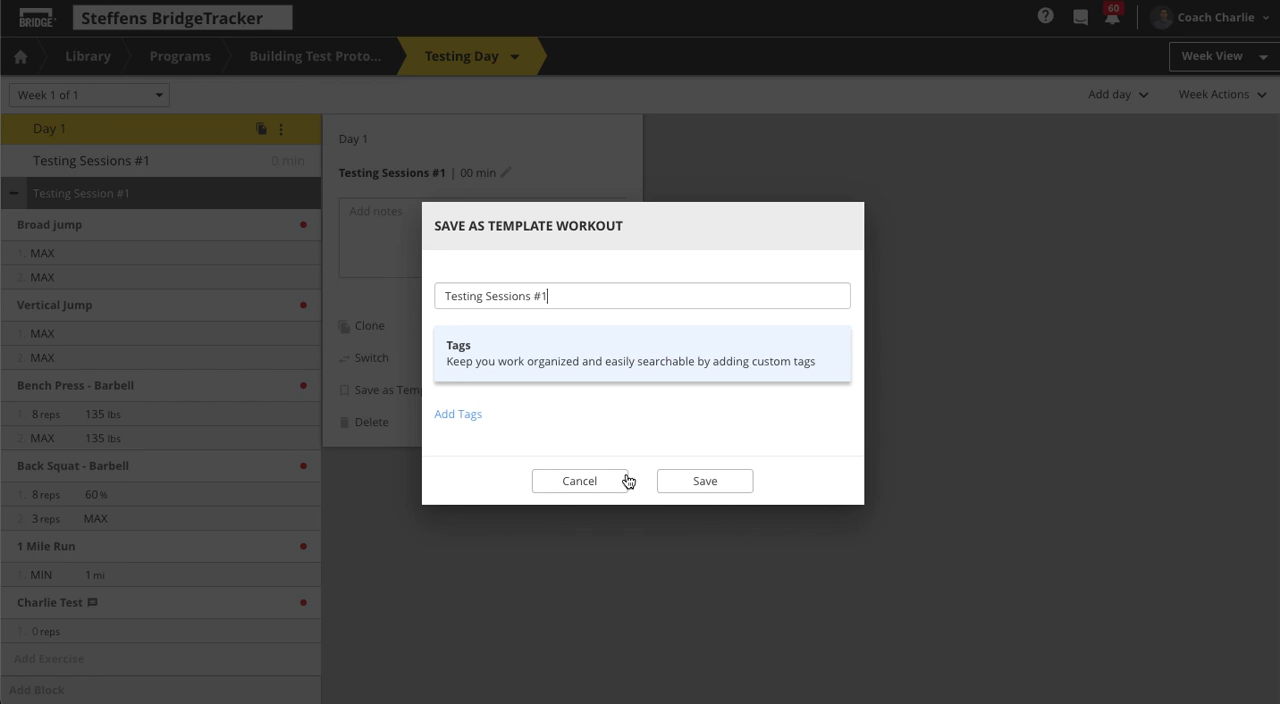 BRIDGE
Steffens BridgeTracker
60
Coach Charlie
Library
Programs
Building Test Proto...
Testing Day
Week View
Week 1 of 1
Add day
Week Actions
Day 1
Testing Sessions #1
0 min
Testing Session #1
Broad jump
1. MAX
2. MAX
Vertical Jump
1. MAX
2. MAX
Bench Press - Barbell
1. 8 reps 135 lbs
2. MAX 135 lbs
Back Squat - Barbell
1. 8 reps 60 %
2. 3 reps MAX
1 Mile Run
1. MIN 1 mi
Charlie Test
1. 0 reps
Add Exercise
Add Block
Day 1
Testing Sessions #1 | 00 min
Add notes
Clone
Switch
Save as Temp
Delete
SAVE AS TEMPLATE WORKOUT
Testing Sessions #1
Tags
Keep you work organized and easily searchable by adding custom tags
Add Tags
Cancel
Save